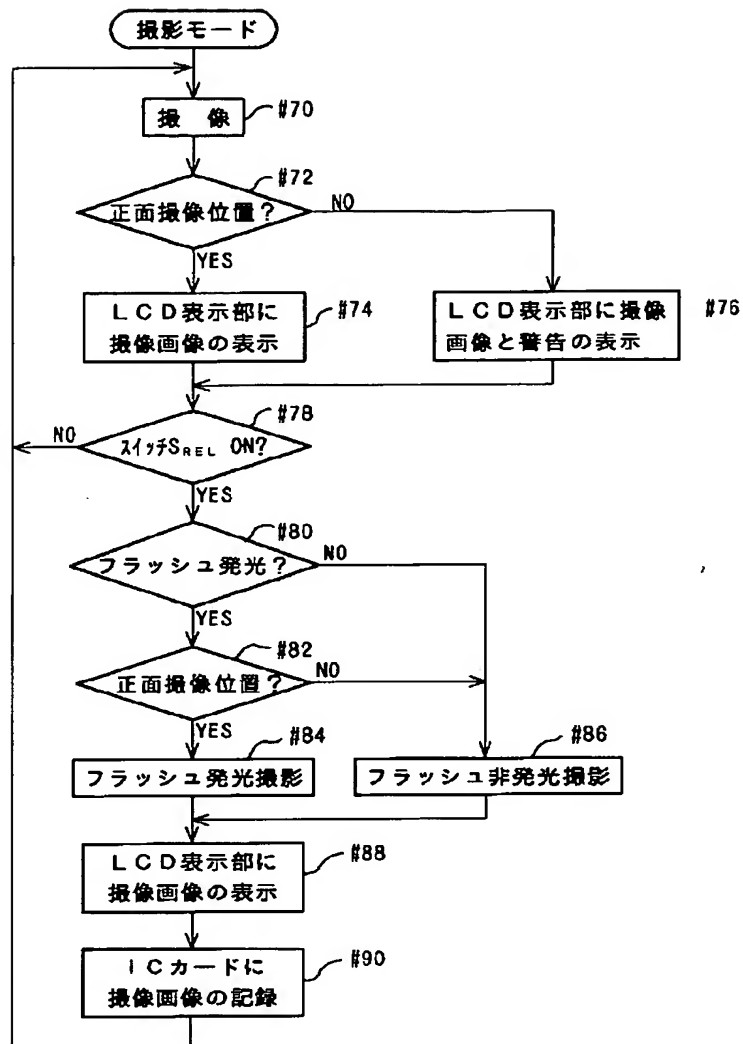 撮影モード
撮 像
#70
#72
正面撮像位置?
NO
YES
LCD表示部に
撮像画像の表示
#74
LCD表示部に撮像
画像と警告の表示
#76
#78
NO
スイッチSREL ON?
YES
#80
フラッシュ発光?
NO
YES
#82
正面撮像位置?
NO
YES
#84
フラッシュ発光撮影
#86
フラッシュ非発光撮影
LCD表示部に
撮像画像の表示
#88
ICカードに
撮像画像の記録
#90